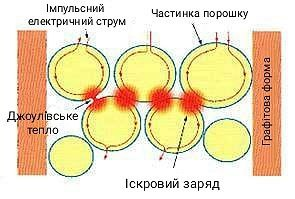 Імпульсний
електричний струм
Частинка порошку
Джоулівське
тепло
Іскровий заряд
Графітова форма